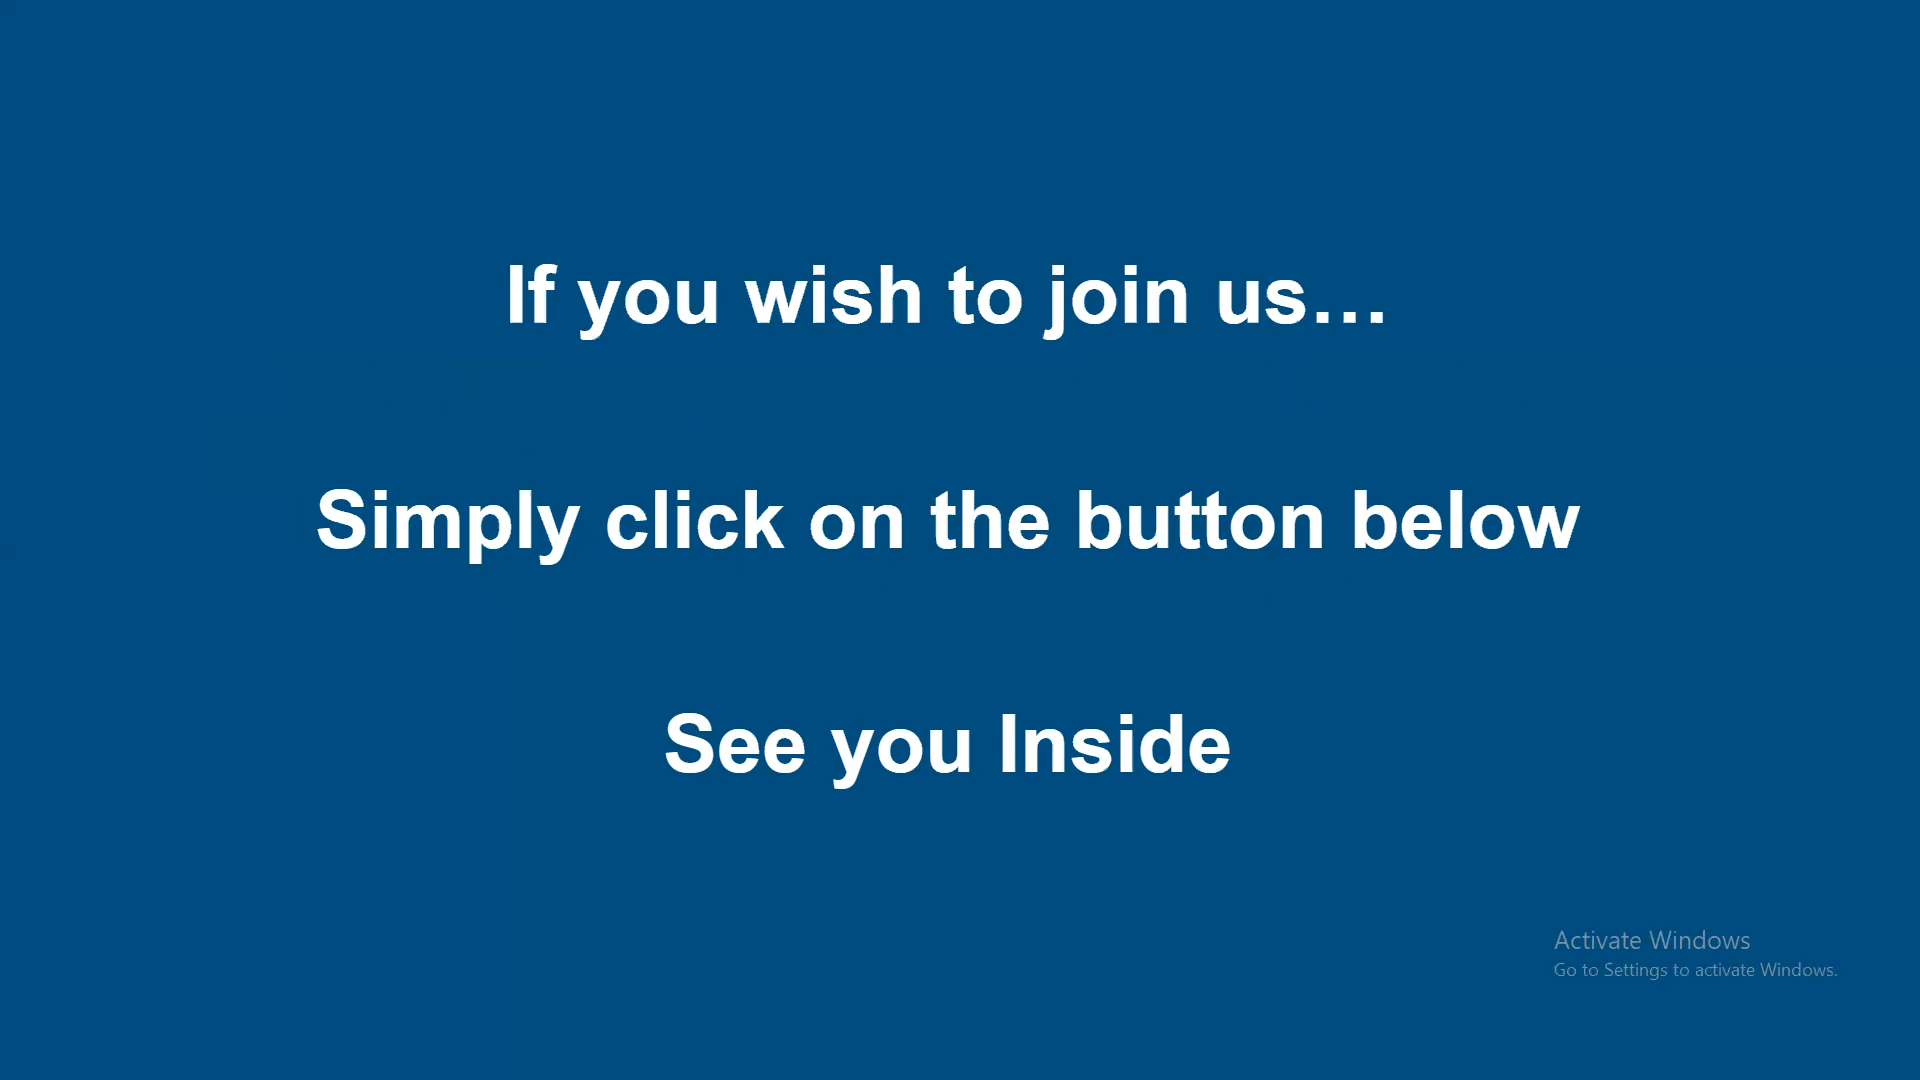 If you wish to join us…
Simply click on the button below
See you Inside
Activate Windows
Go to Settings to activate Windows.